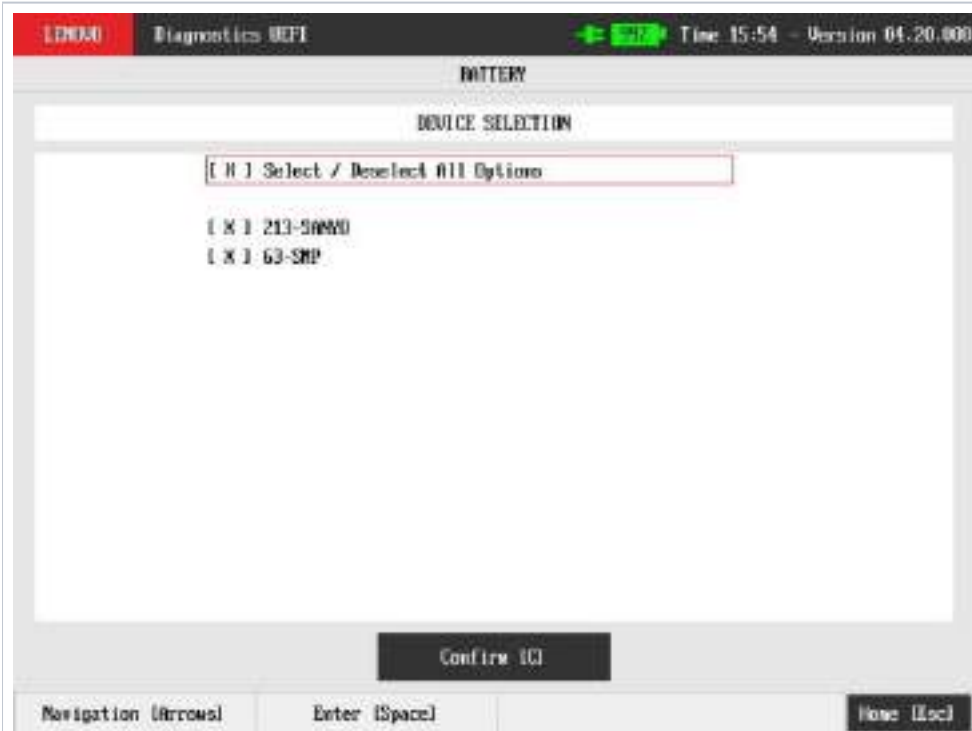 LENOVO Diagnostics UEFI Time 15:54 - Version 04.20.000
BATTERY
DEVICE SELECTION
[ X ] Select / Deselect All Options
[ X ] 213-SANYO
[ X ] 63-SMP
Confirm [C]
Navigation [Arrows] Enter [Space] Home [Esc]